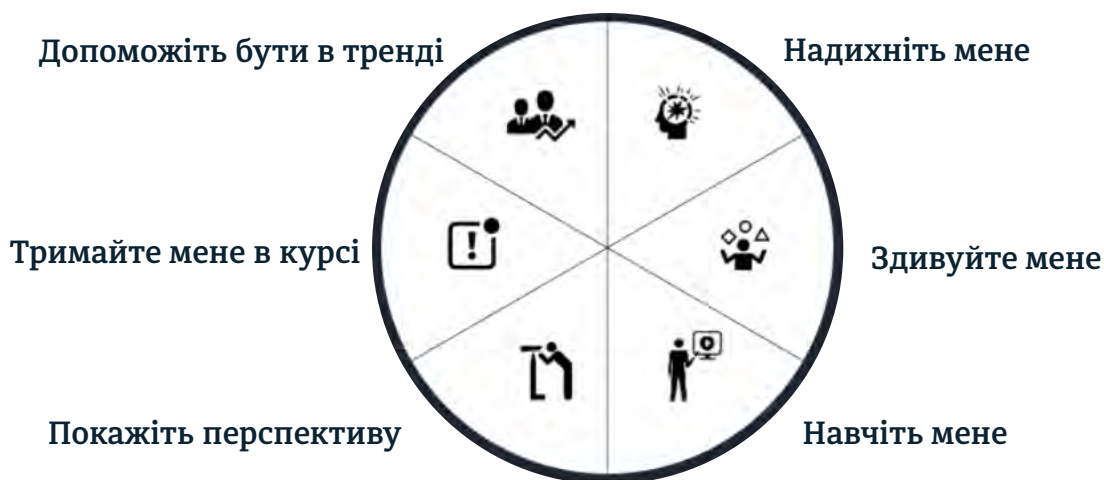 Допоможіть бути в тренді
Надихніть мене
Тримайте мене в курсі
Здивуйте мене
Покажіть перспективу
Навчіть мене